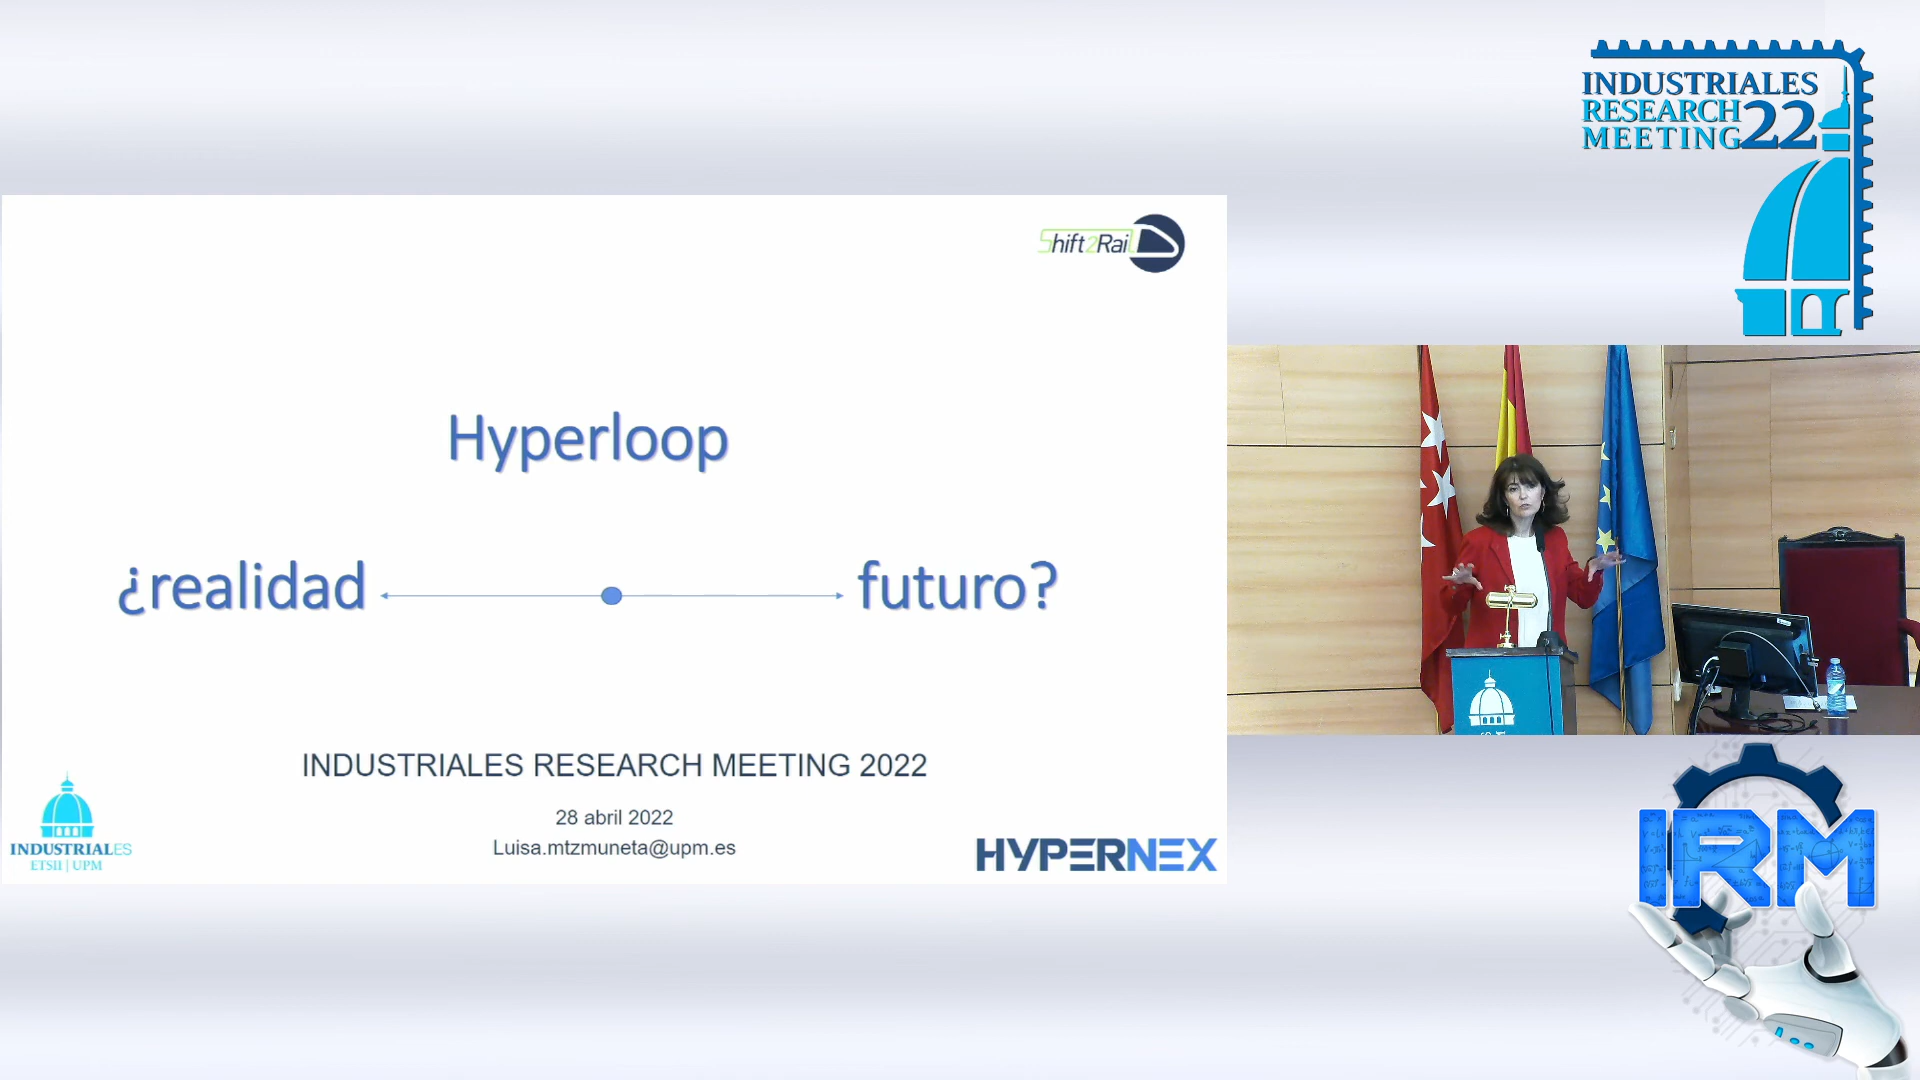 INDUSTRIALES
RESEARCH
MEETING 22
Shift2Rail
Hyperloop
¿realidad
futuro?
INDUSTRIALES RESEARCH MEETING 2022
28 abril 2022
Luisa.mtzmuneta@upm.es
INDUSTRIALES
ETSII | UPM
HYPERNEX
IRM